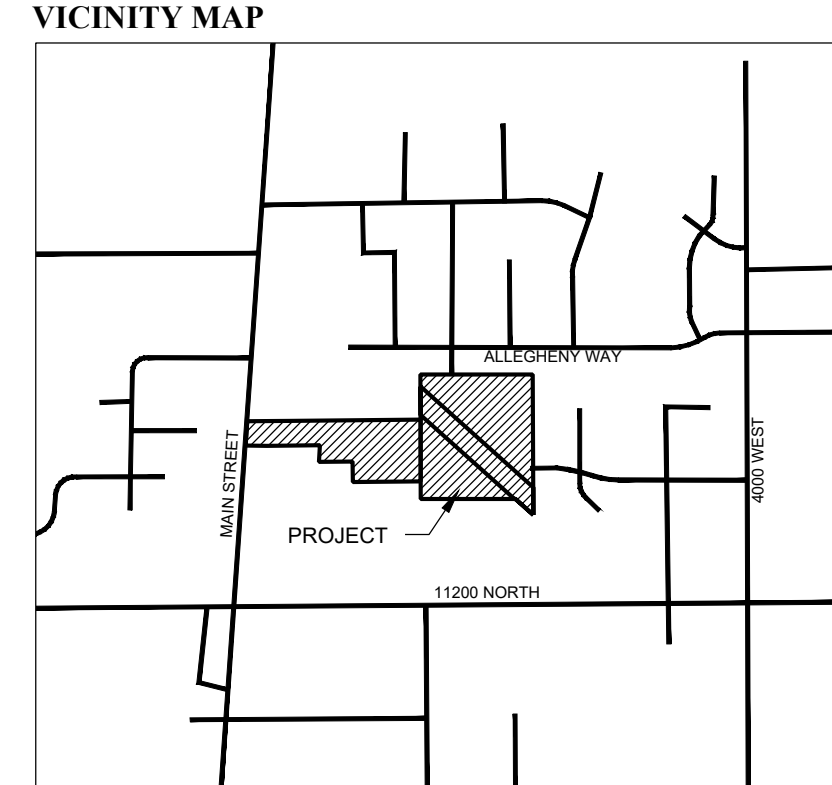 VICINITY MAP
ALLEGHENY WAY
MAIN STREET
4000 WEST
PROJECT
11200 NORTH